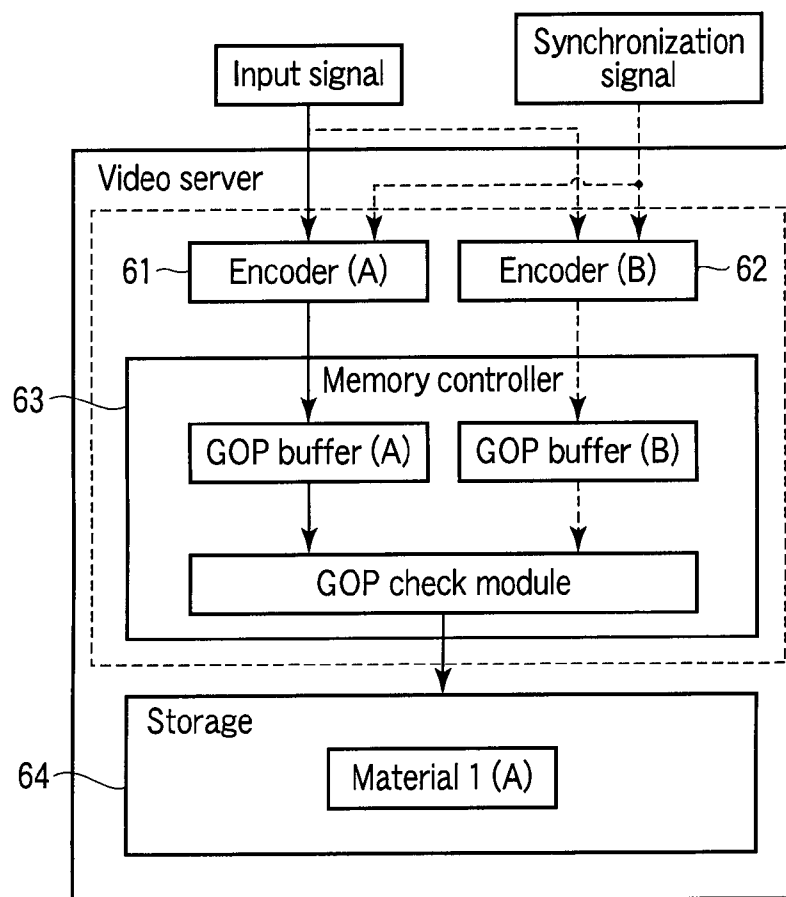 Input signal
Synchronization
signal
Video server
61
Encoder (A)
Encoder (B)
62
63
Memory controller
GOP buffer (A)
GOP buffer (B)
GOP check module
Storage
64
Material 1 (A)